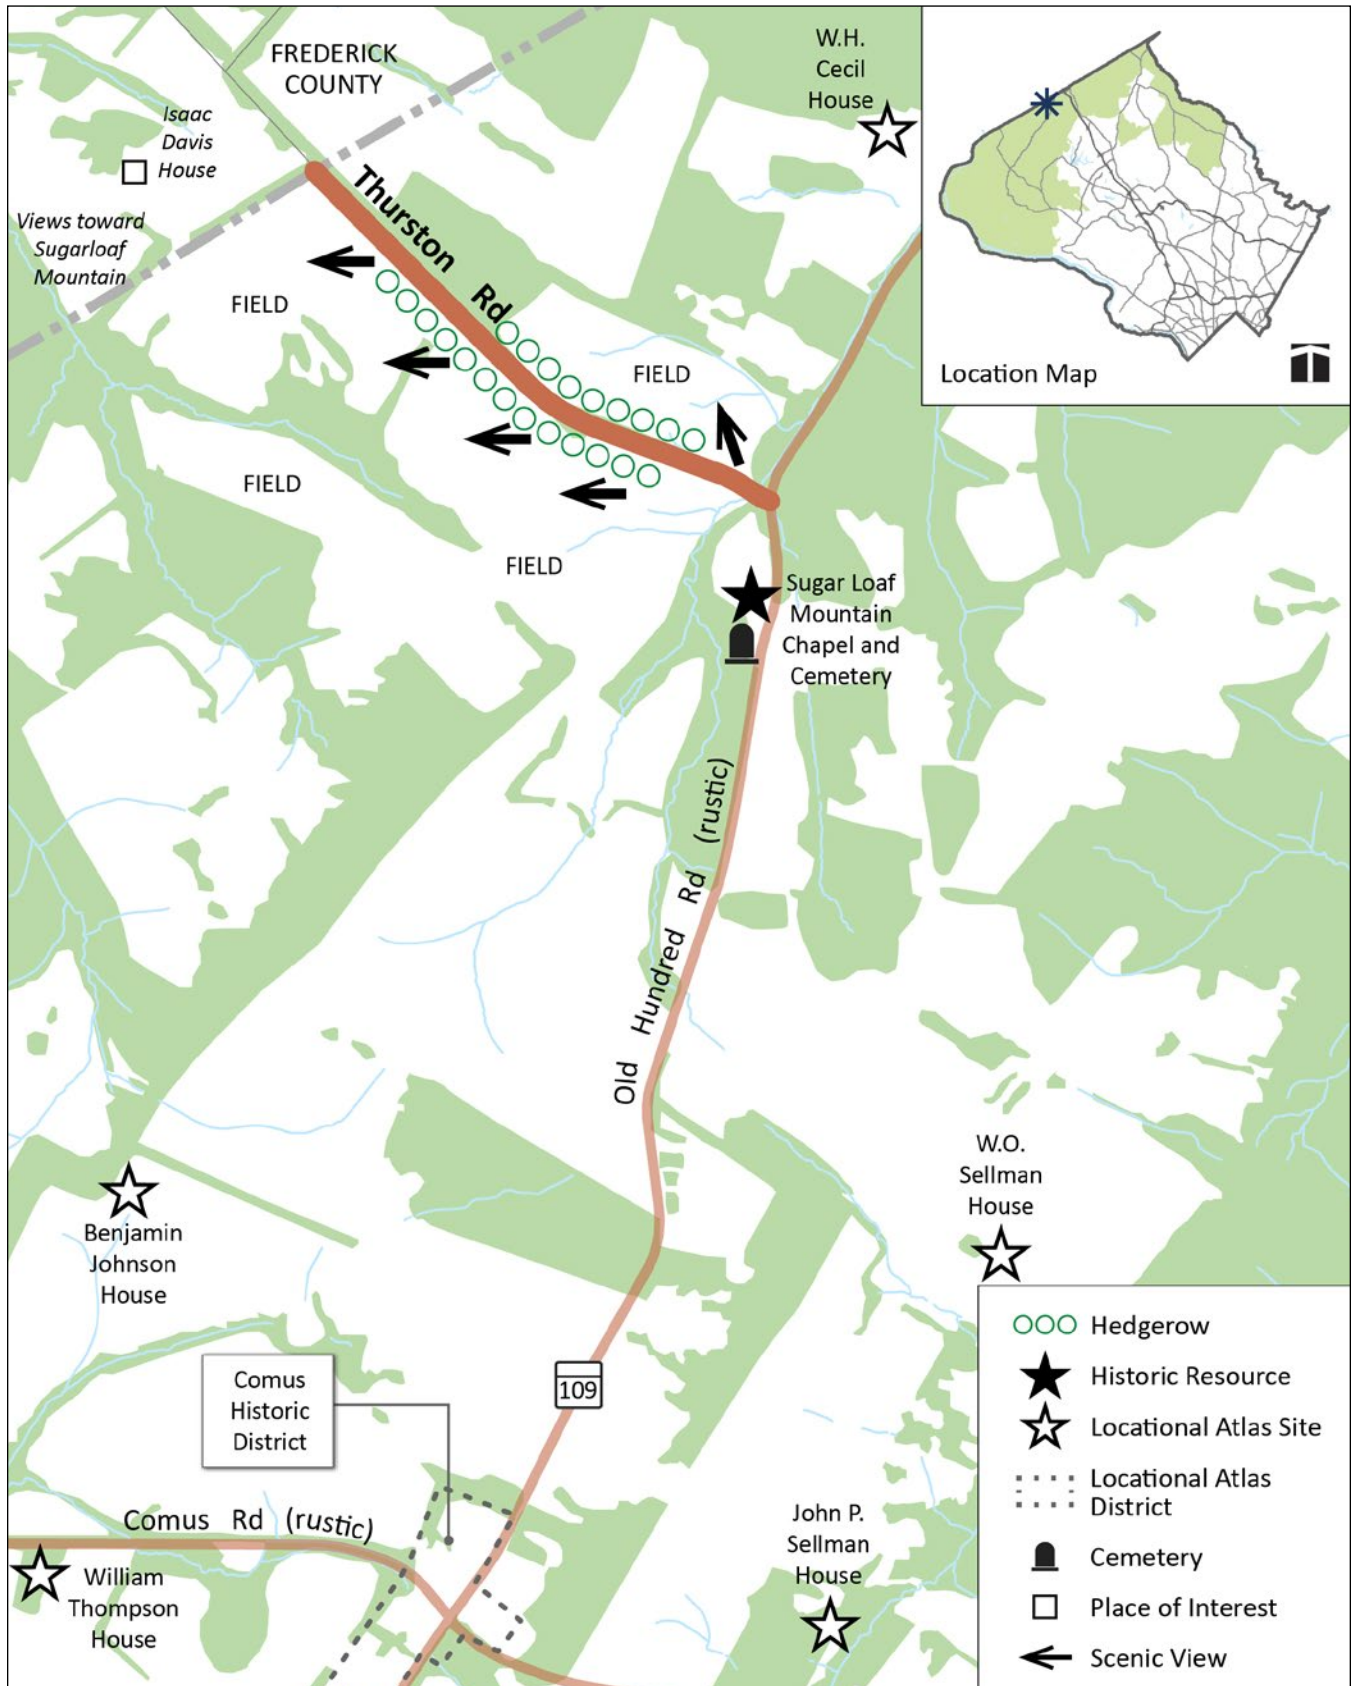 FREDERICK
COUNTY
W.H.
Cecil
House
Isaac
Davis
House
Views toward
Sugarloaf
Mountain
Thurston Rd
FIELD
FIELD
FIELD
FIELD
Location Map
Sugar Loaf
Mountain
Chapel and
Cemetery
Old Hundred Rd (rustic)
W.O.
Sellman
House
Benjamin
Johnson
House
109
Comus
Historic
District
Comus Rd (rustic)
William
Thompson
House
John P.
Sellman
House
Hedgerow
Historic Resource
Locational Atlas Site
Locational Atlas
District
Cemetery
Place of Interest
Scenic View